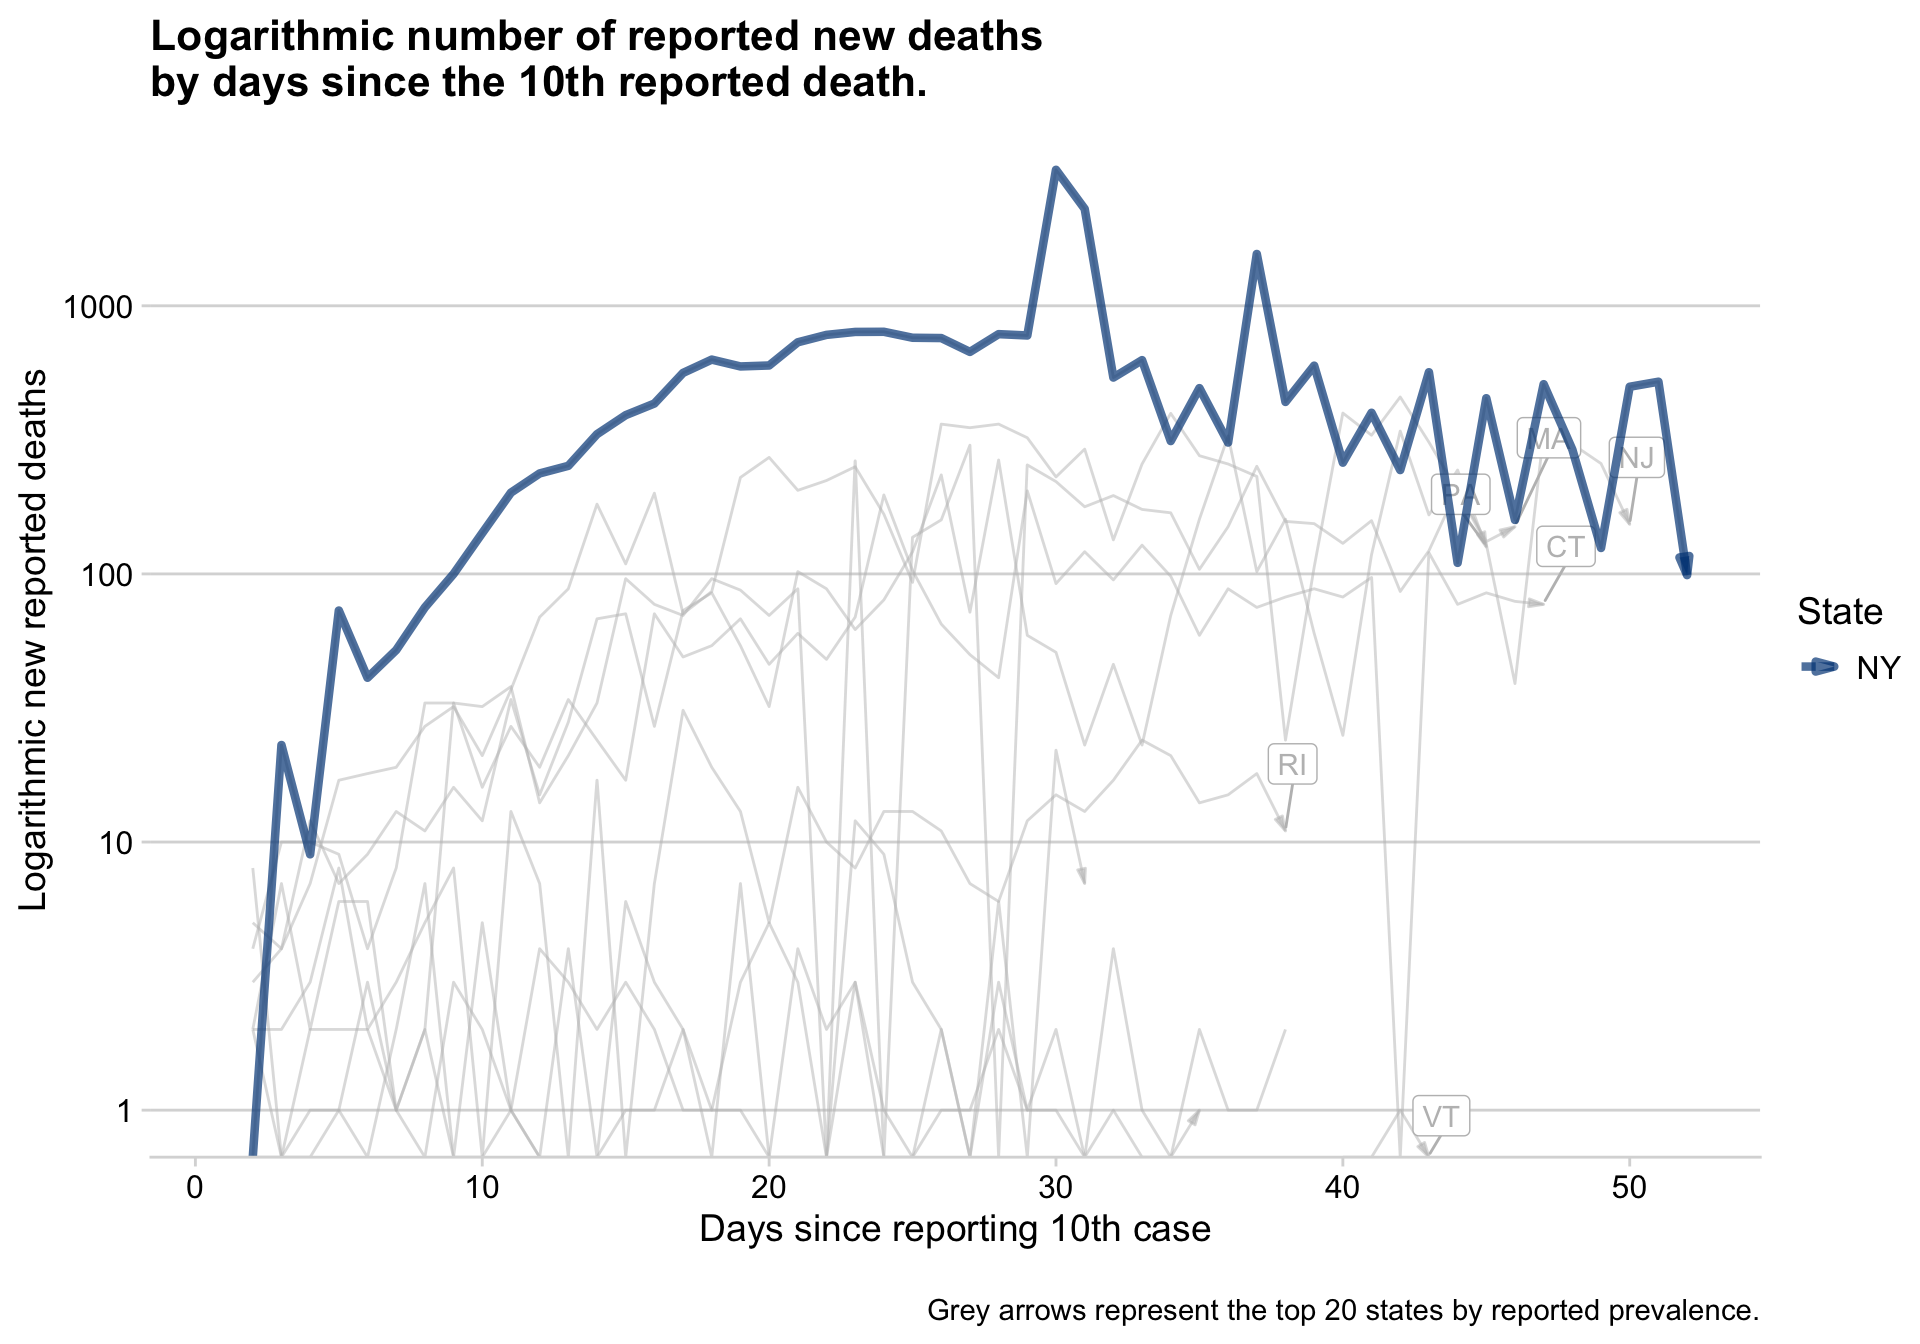 Logarithmic number of reported new deaths
by days since the 10th reported death.
Logarithmic new reported deaths
1000
100
10
1
MA
NJ
PA
CT
RI
VT
State
NY
0 10 20 30 40 50
Days since reporting 10th case
Grey arrows represent the top 20 states by reported prevalence.